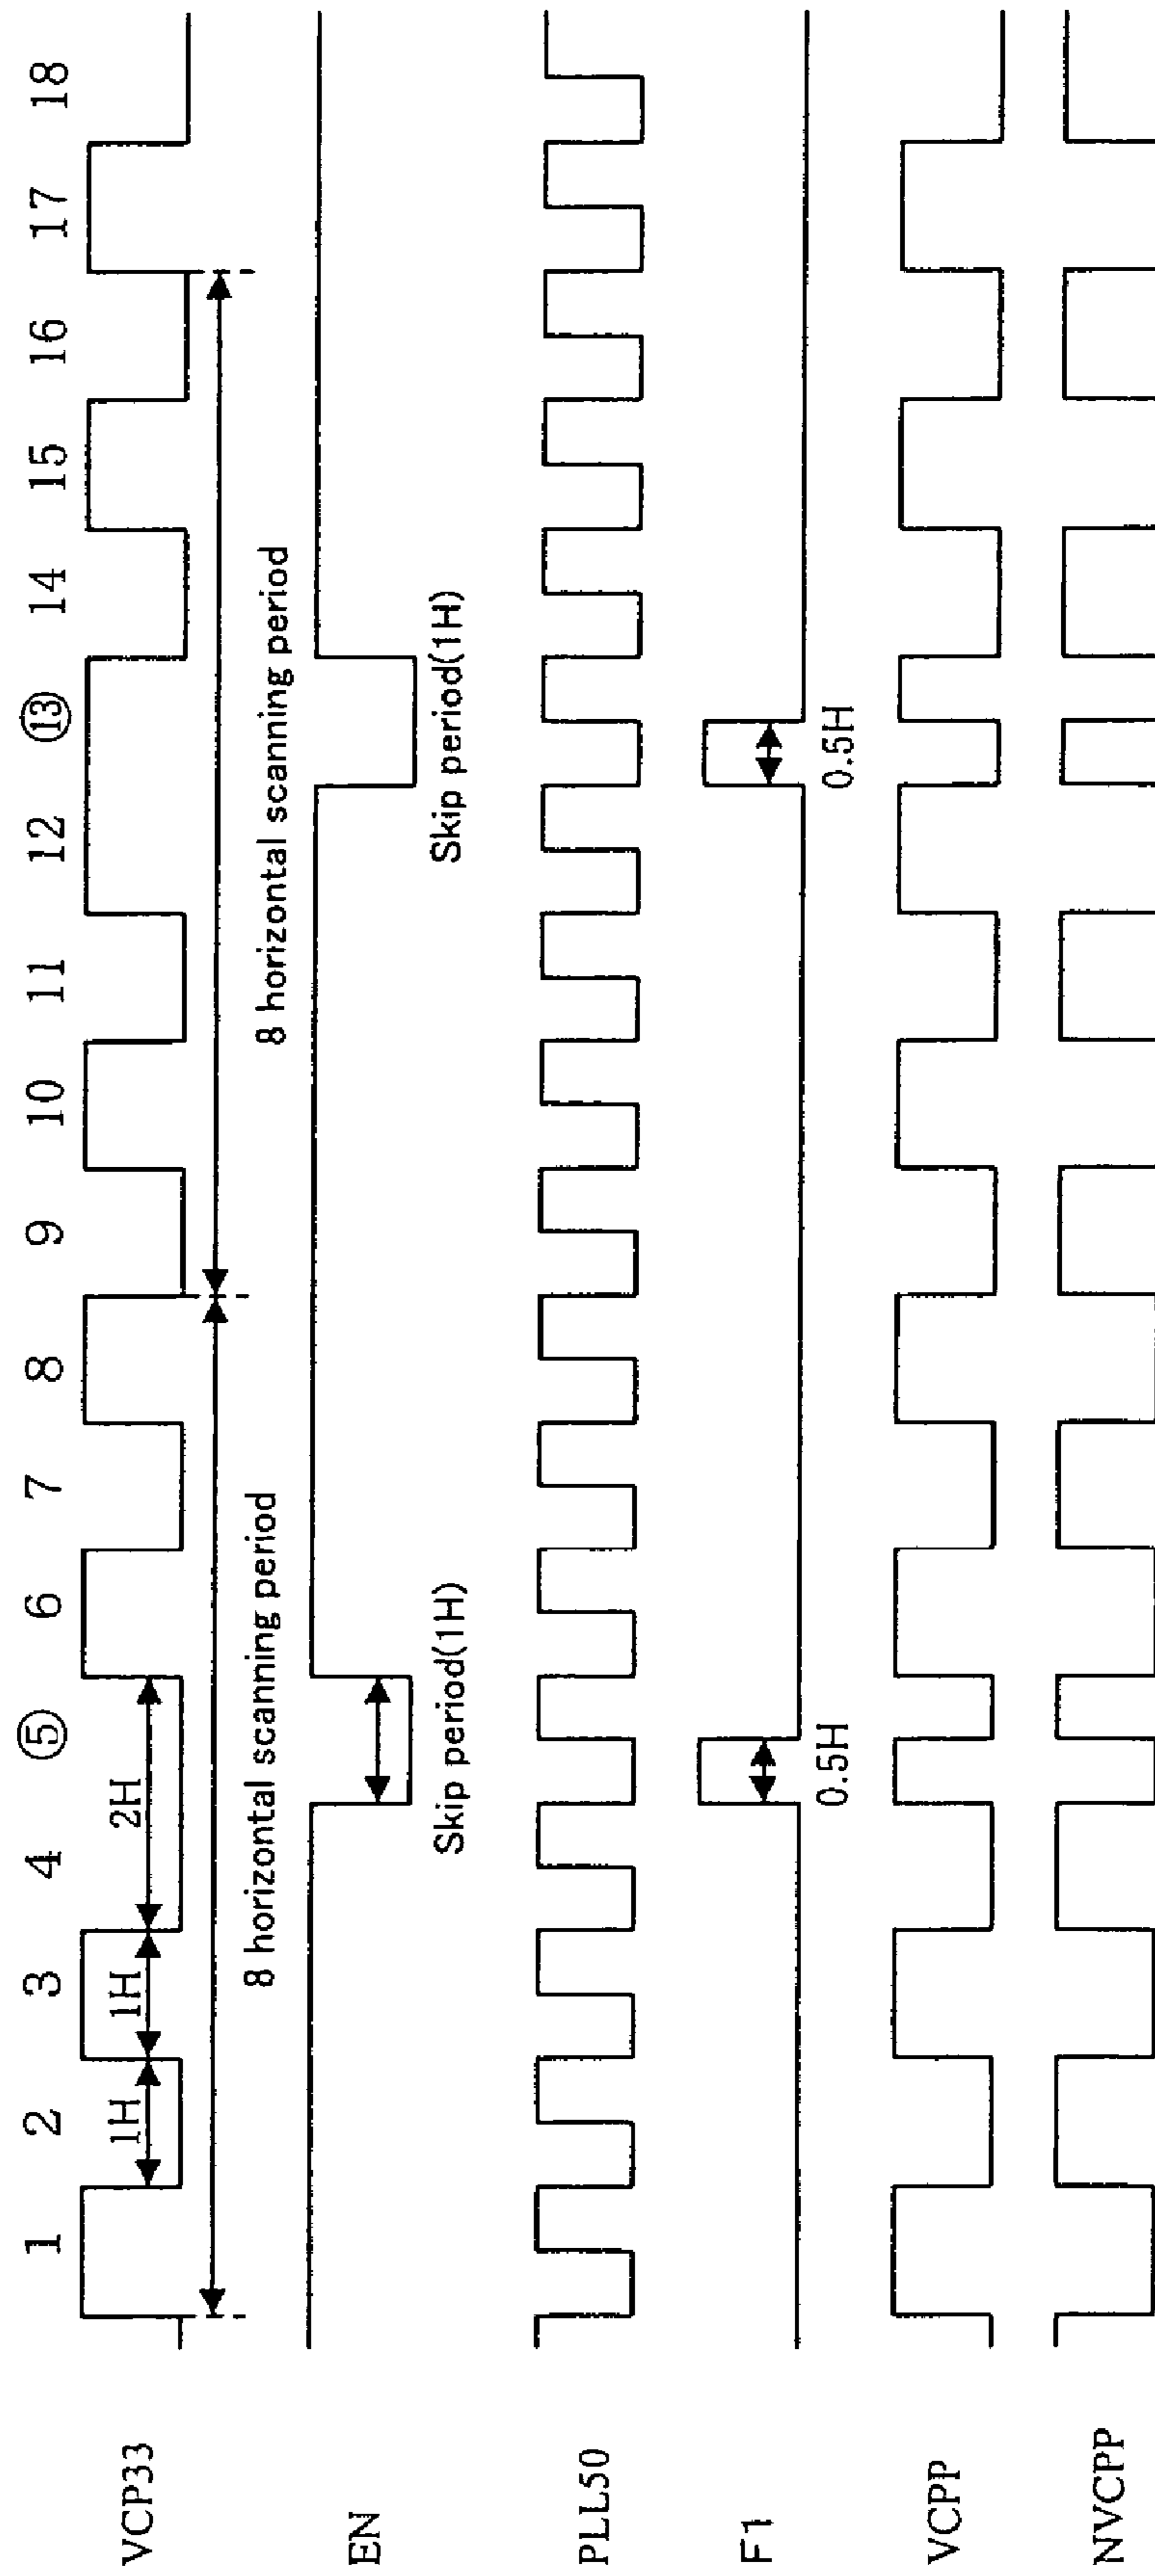 1 2 3 4 ⑤ 6 7 8 9 10 11 12 ⑬ 14 15 16 17 18
VCP33
1H 1H 2H
8 horizontal scanning period 8 horizontal scanning period
EN
Skip period(1H) Skip period(1H)
PLL50
F1
0.5H 0.5H
VCPP
NVCPP